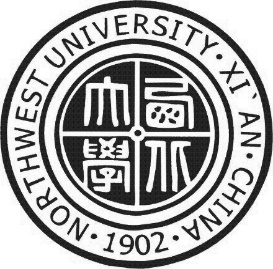 NORTHWEST UNIVERSITY·XI`AN·CHINA
·1902·
西北
大學